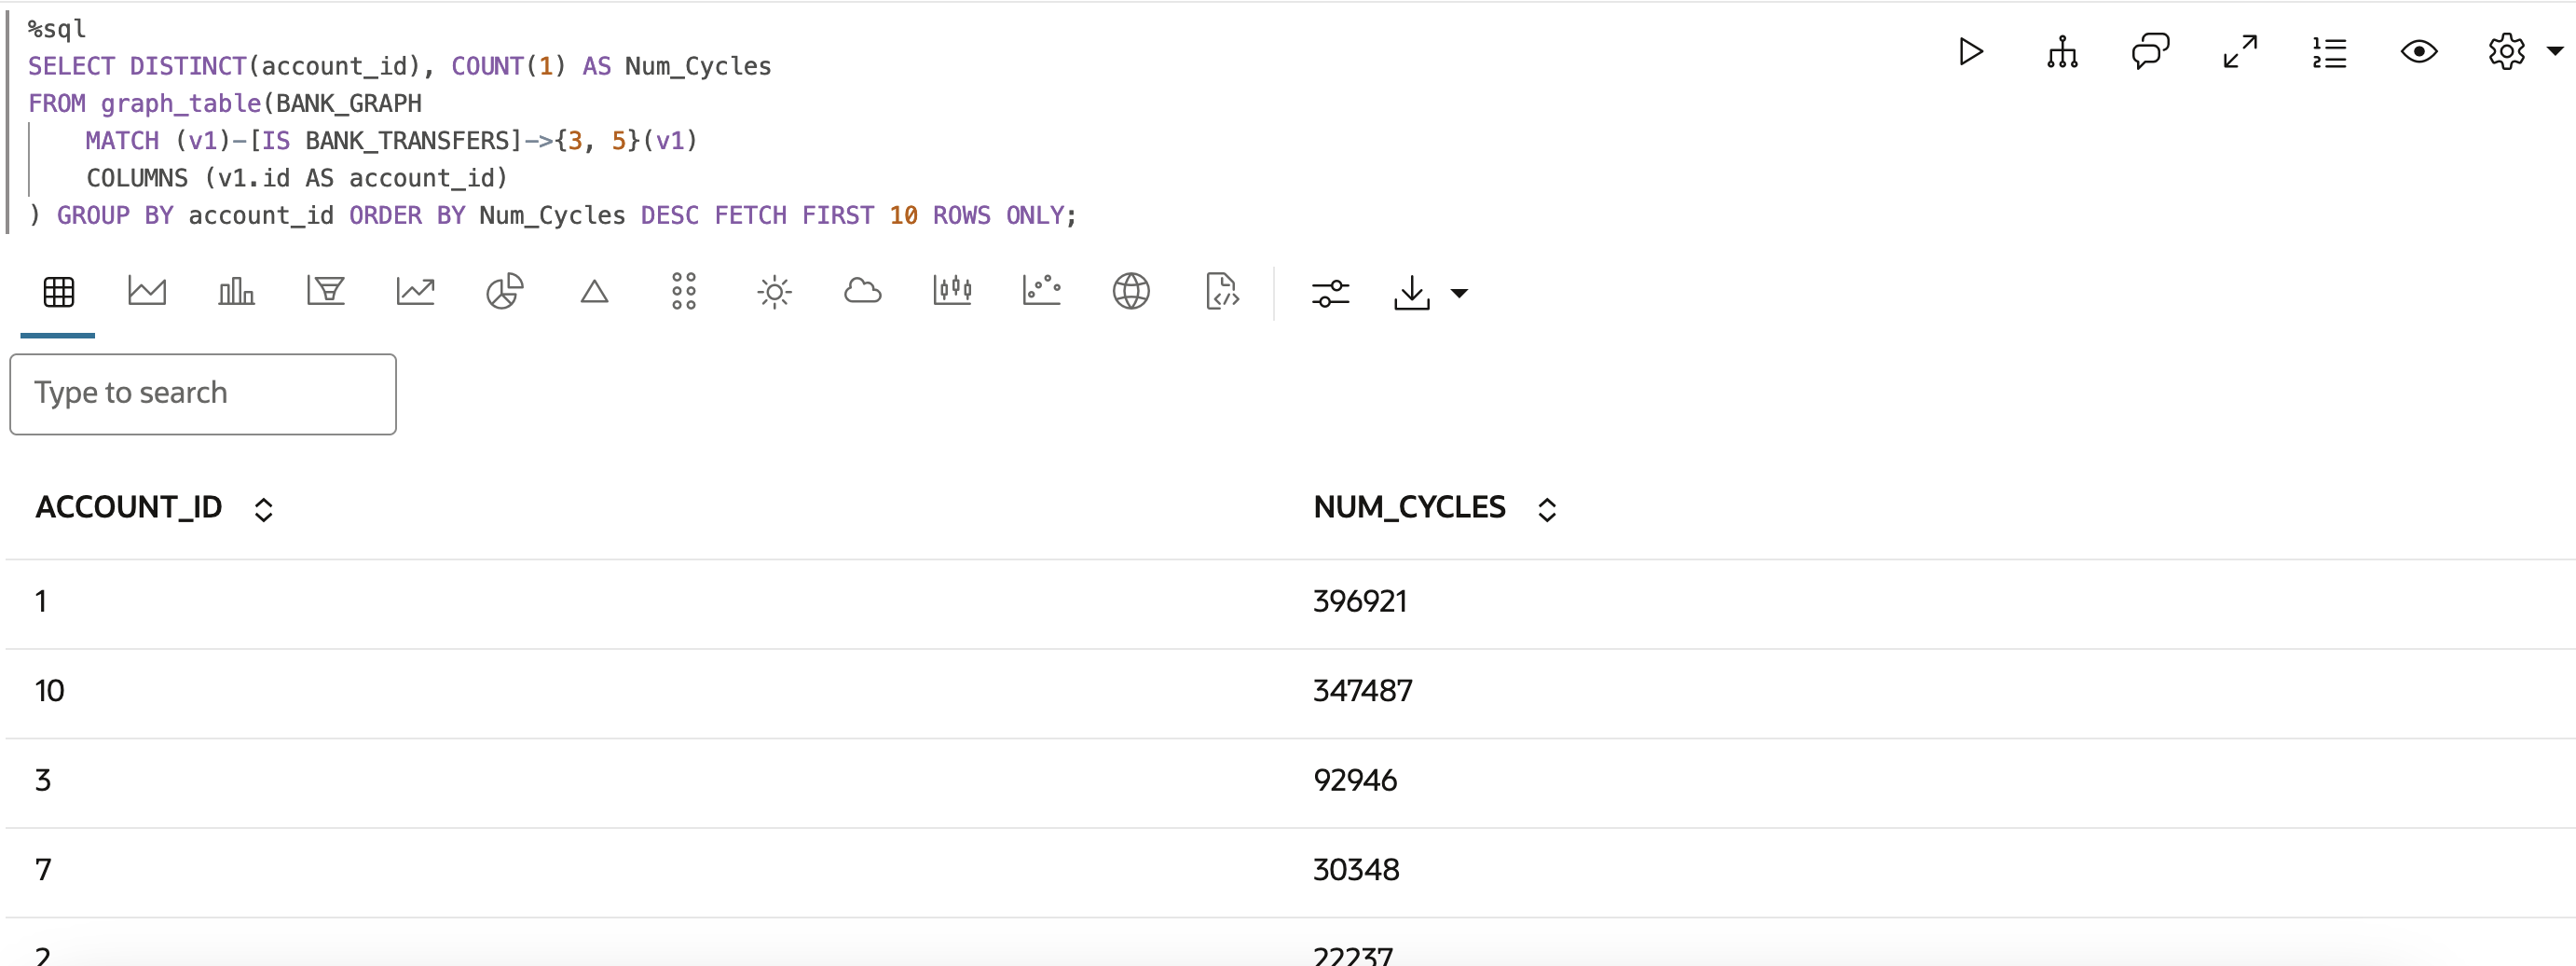 %sql
SELECT DISTINCT(account_id), COUNT(1) AS Num_Cycles
FROM graph_table(BANK_GRAPH
MATCH (v1)-[IS BANK_TRANSFERS]->{3, 5}(v1)
COLUMNS (v1.id AS account_id)
) GROUP BY account_id ORDER BY Num_Cycles DESC FETCH FIRST 10 ROWS ONLY;
Type to search
ACCOUNT_ID NUM_CYCLES
1 396921
10 347487
3 92946
7 30348
2 22237